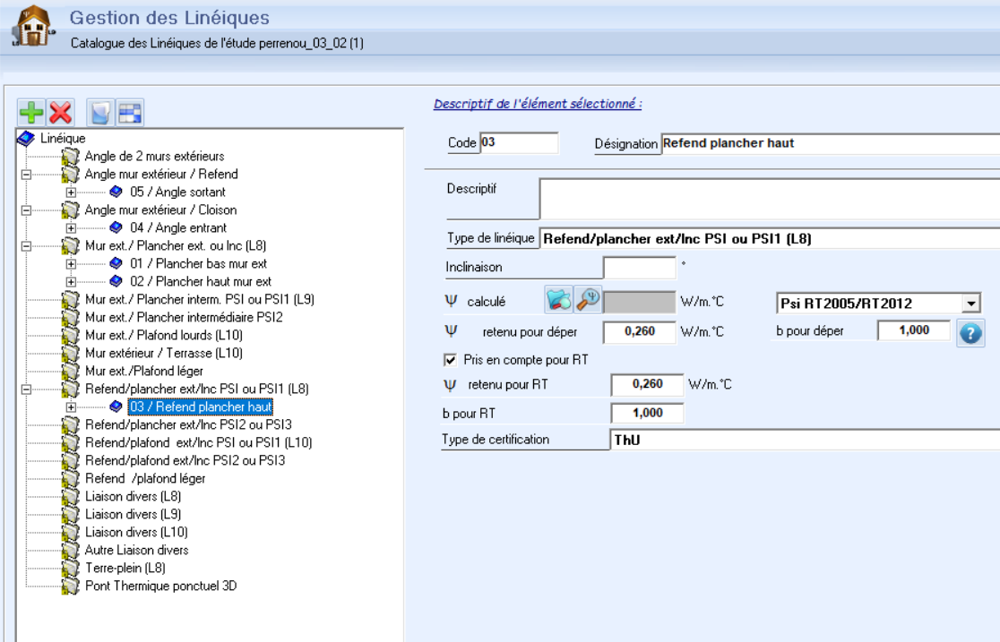 Gestion des Linéiques
Catalogue des Linéiques de l'étude perrenou_03_02 (1)
Linéique
Angle de 2 murs extérieurs
Angle mur extérieur / Refend
05 / Angle sortant
Angle mur extérieur / Cloison
04 / Angle entrant
Mur ext./ Plancher ext. ou Inc (L8)
01 / Plancher bas mur ext
02 / Plancher haut mur ext
Mur ext./ Plancher interm. PSI ou PSI1 (L9)
Mur ext./ Plancher intermédiaire PSI2
Mur ext./ Plafond lourds (L10)
Mur extérieur / Terrasse (L10)
Mur ext./Plafond léger
Refend/plancher ext/Inc PSI ou PSI1 (L8)
03 / Refend plancher haut
Refend/plancher ext/Inc PSI2 ou PSI3
Refend/plafond ext/Inc PSI ou PSI1 (L10)
Refend/plafond ext/Inc PSI2 ou PSI3
Refend /plafond léger
Liaison divers (L8)
Liaison divers (L9)
Liaison divers (L10)
Autre Liaison divers
Terre-plein (L8)
Pont Thermique ponctuel 3D
Descriptif de l'élément sélectionné :
Code 03 Désignation Refend plancher haut
Descriptif
Type de linéique Refend/plancher ext/Inc PSI ou PSI1 (L8)
Inclinaison °
Ψ calculé W/m.°C Psi RT2005/RT2012
Ψ retenu pour déper 0,260 W/m.°C b pour déper 1,000 ?
Pris en compte pour RT
Ψ retenu pour RT 0,260 W/m.°C
b pour RT 1,000
Type de certification ThU